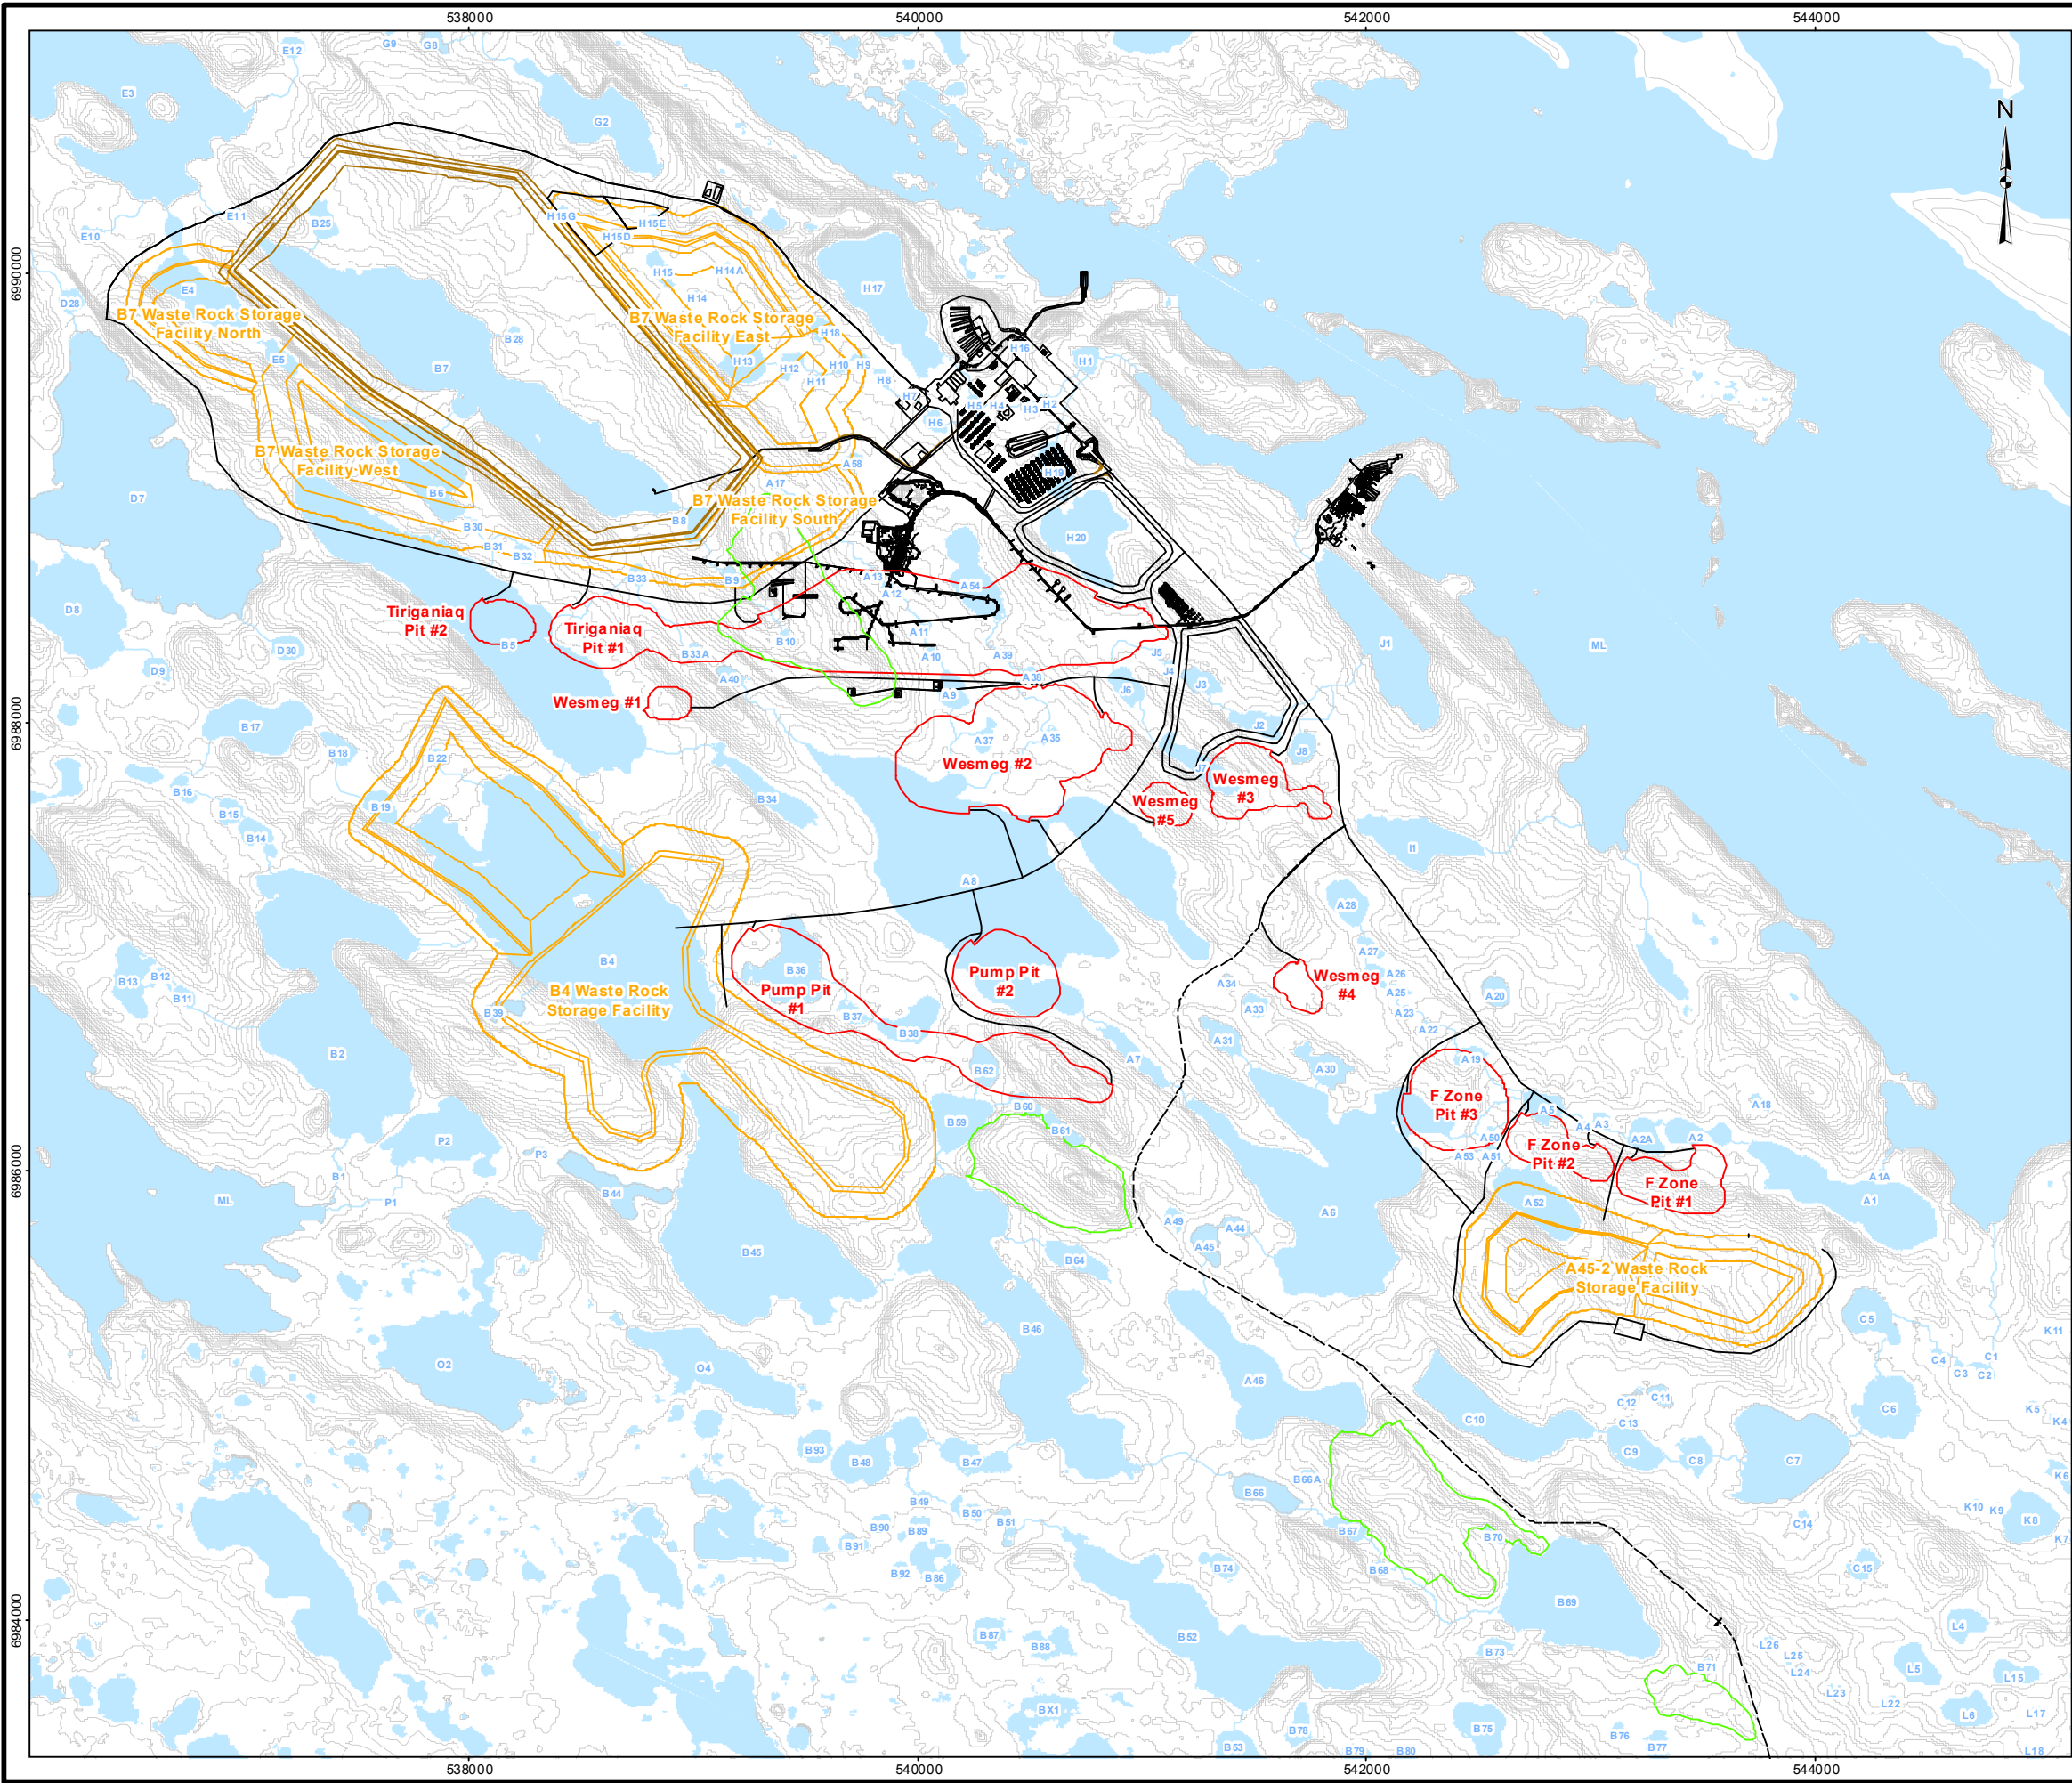 538000
540000
542000
544000
6990000
6988000
6986000
6984000
N
E12
G9
G8
E3
G2
E11
E10
B25
H15G
H15E
H15D
H15
H14A
H14
H17
E4
D28
B7 Waste Rock Storage
Facility North
B7 Waste Rock Storage
Facility East
H18
E5
B28
B7
H13
H12
H11
H10
H9
H8
H7
H6
H16
H1
H5
H4
H3
H2
H19
H20
B7 Waste Rock Storage
Facility West
B6
D7
A58
A17
B7 Waste Rock Storage
Facility South
B8
B30
B31
B32
B33
B9
A13
A12
A54
D8
Tiriganiaq
Pit #2
B5
Tiriganiaq
Pit #1
B33A
B10
A11
A10
A39
A38
A40
A9
J5
J4
J6
J3
J1
J2
J8
J7
ML
D30
D9
Wesmeg #1
B17
B18
B22
B16
B15
B14
B19
A37
A35
Wesmeg #2
B34
Wesmeg
#5
Wesmeg
#3
I1
A8
A28
A27
A26
A25
A23
A22
A20
Wesmeg
#4
A34
A33
A31
A30
B13
B12
B11
B4
B4 Waste Rock
Storage Facility
B39
B36
Pump Pit
#1
B37
B38
Pump Pit
#2
B62
A7
B2
P2
P3
B1
P1
ML
B44
B59
B60
B61
A19
F Zone
Pit #3
A50
A53
A51
A5
A4
A3
A2A
A2
A18
F Zone
Pit #2
F Zone
Pit #1
A1A
A1
A52
A45-2 Waste Rock
Storage Facility
A6
A49
A44
A45
B45
B64
B46
A46
O2
O4
C5
C4
C3
C1
C2
K11
C12
C11
C13
C10
C9
C8
C7
C6
K5
K4
K6
K10
K9
K8
K7
C14
C15
B93
B48
B47
B49
B50
B51
B90
B89
B91
B92
B86
B66A
B66
B67
B68
B70
B74
B69
B87
B88
B52
B73
B71
L26
L25
L24
L23
L22
L4
L5
L15
L6
L17
L18
BX1
B78
B53
B79
B80
B75
B76
B77
538000
540000
542000
544000